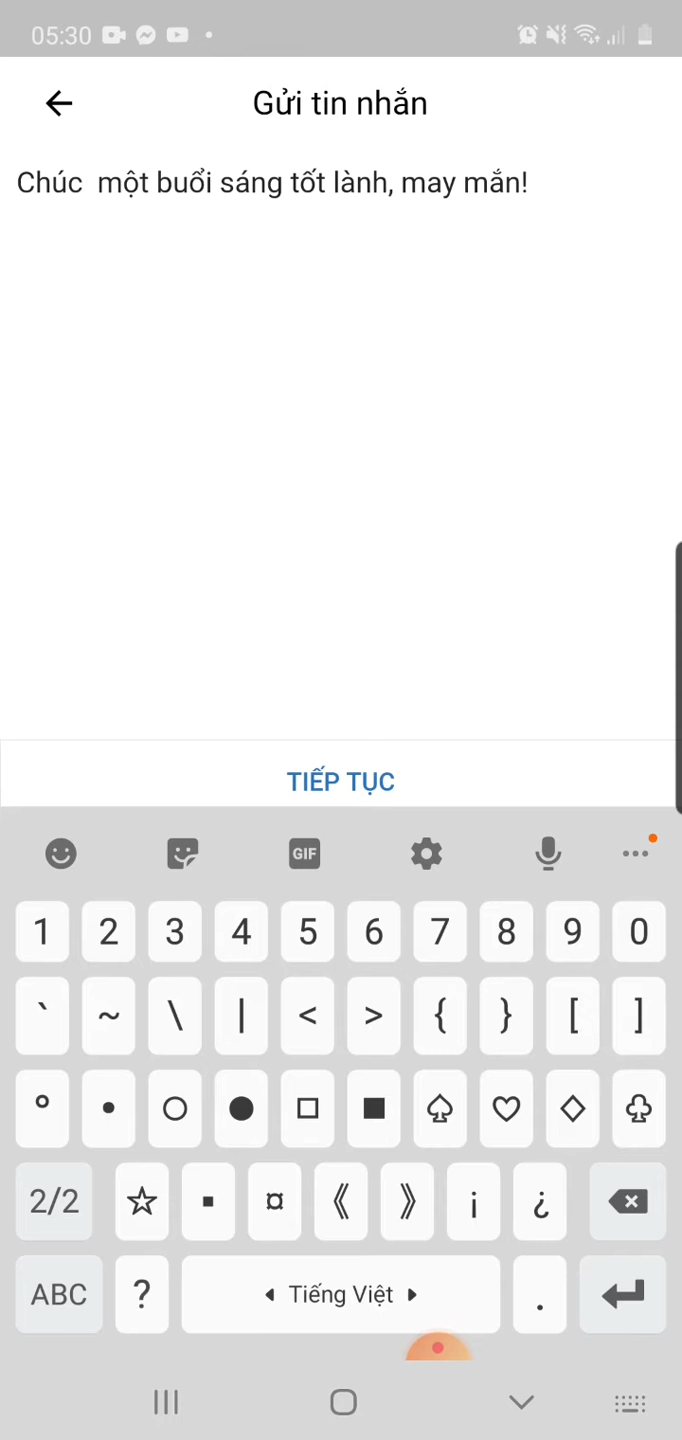 05:30
Gửi tin nhắn
Chúc  một buổi sáng tốt lành, may mắn!
TIẾP TỤC
GIF
1 2 3 4 5 6 7 8 9 0
` ~ \ | < > { } [ ]
° • ○ ● □ ■ ♤ ♡ ◇ ♧
2/2 ☆ ▪ ¤ 《 》 ¡ ¿
ABC ? Tiếng Việt .